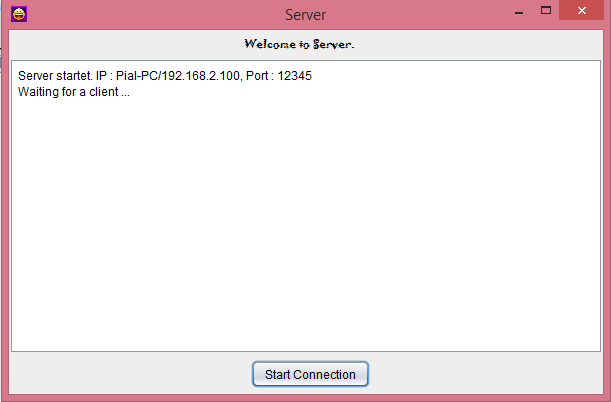 Server
Welcome to Server.
Server startet. IP : Pial-PC/192.168.2.100, Port : 12345
Waiting for a client ...
Start Connection